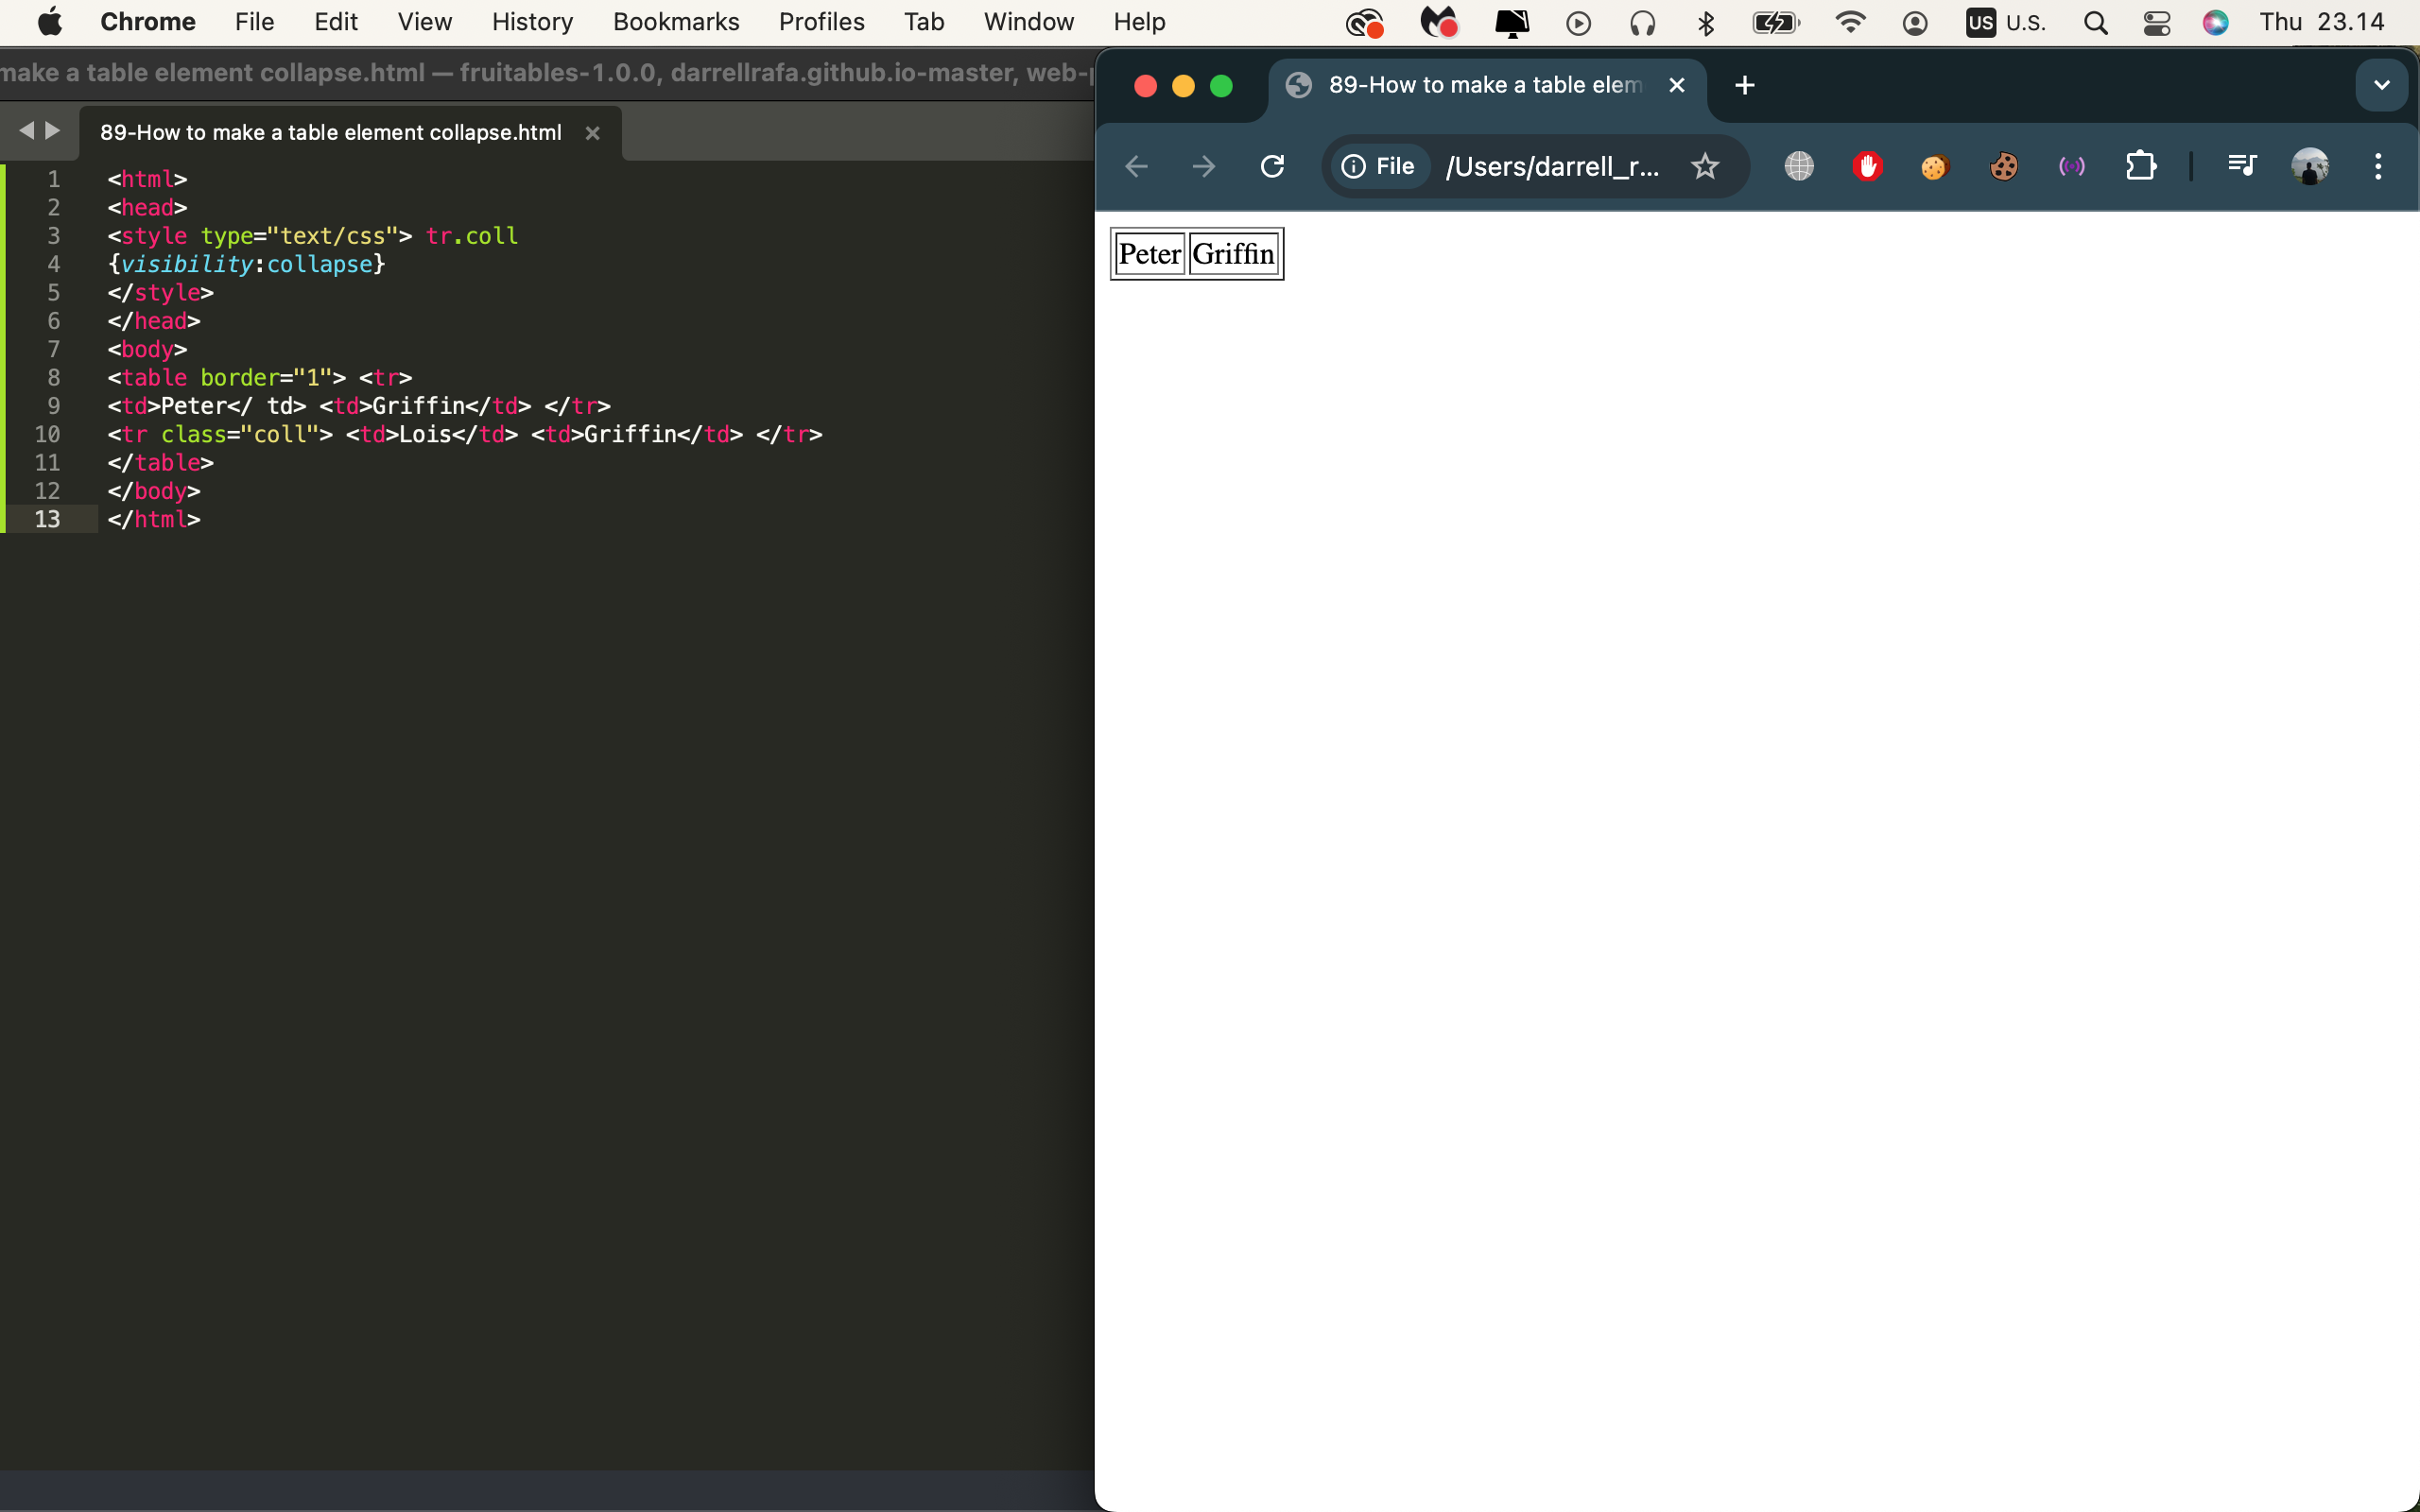 Chrome File Edit View History Bookmarks Profiles Tab Window Help US U.S. Thu 23.14
make a table element collapse.html — fruitables-1.0.0, darrellrafa.github.io-master, web-
89-How to make a table element collapse.html
1 <html>
2 <head>
3 <style type="text/css"> tr.coll
4 {visibility:collapse}
5 </style>
6 </head>
7 <body>
8 <table border="1"> <tr>
9 <td>Peter</ td> <td>Griffin</td> </tr>
10 <tr class="coll"> <td>Lois</td> <td>Griffin</td> </tr>
11 </table>
12 </body>
13 </html>
89-How to make a table elem
File /Users/darrell_r...
Peter Griffin